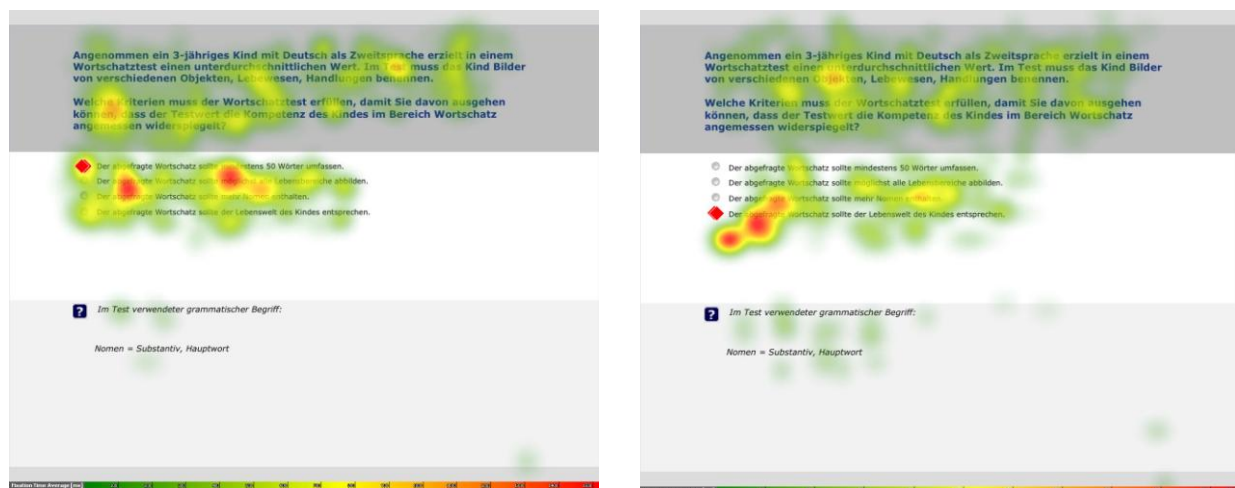 Angenommen ein 3-jähriges Kind mit Deutsch als Zweitsprache erzielt in einem
Wortschatztest einen unterdurchschnittlichen Wert. Im Test muss das Kind Bilder
von verschiedenen Objekten, Lebewesen, Handlungen benennen.
Welche Kriterien muss der Wortschatztest erfüllen, damit Sie davon ausgehen
können, dass der Testwert die Kompetenz des Kindes im Bereich Wortschatz
angemessen widerspiegelt?
Der abgefragte Wortschatz sollte mindestens 50 Wörter umfassen.
Der abgefragte Wortschatz sollte möglichst alle Lebensbereiche abbilden.
Der abgefragte Wortschatz sollte mehr Nomen enthalten.
Der abgefragte Wortschatz sollte der Lebenswelt des Kindes entsprechen.
? Im Test verwendeter grammatischer Begriff:
Nomen = Substantiv, Hauptwort
Fixation Time Average [ms]
Angenommen ein 3-jähriges Kind mit Deutsch als Zweitsprache erzielt in einem
Wortschatztest einen unterdurchschnittlichen Wert. Im Test muss das Kind Bilder
von verschiedenen Objekten, Lebewesen, Handlungen benennen.
Welche Kriterien muss der Wortschatztest erfüllen, damit Sie davon ausgehen
können, dass der Testwert die Kompetenz des Kindes im Bereich Wortschatz
angemessen widerspiegelt?
Der abgefragte Wortschatz sollte mindestens 50 Wörter umfassen.
Der abgefragte Wortschatz sollte möglichst alle Lebensbereiche abbilden.
Der abgefragte Wortschatz sollte mehr Nomen enthalten.
Der abgefragte Wortschatz sollte der Lebenswelt des Kindes entsprechen.
? Im Test verwendeter grammatischer Begriff:
Nomen = Substantiv, Hauptwort